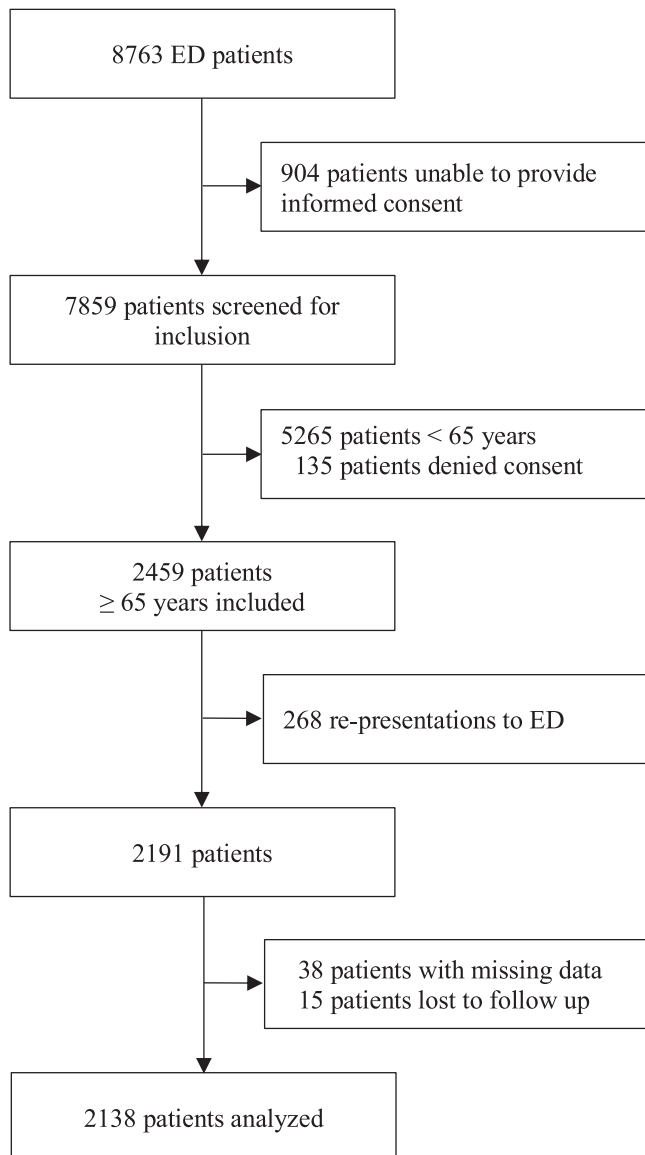 8763 ED patients
904 patients unable to provide
informed consent
7859 patients screened for
inclusion
5265 patients < 65 years
135 patients denied consent
2459 patients
≥ 65 years included
268 re-presentations to ED
2191 patients
38 patients with missing data
15 patients lost to follow up
2138 patients analyzed